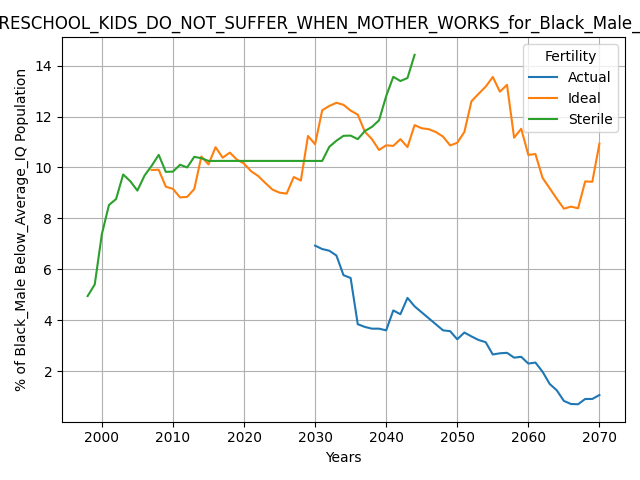 RESCHOOL_KIDS_DO_NOT_SUFFER_WHEN_MOTHER_WORKS_for_Black_Male_
Fertility
Actual
Ideal
Sterile
% of Black_Male Below_Average_IQ Population
14
12
10
8
6
4
2
2000 2010 2020 2030 2040 2050 2060 2070
Years